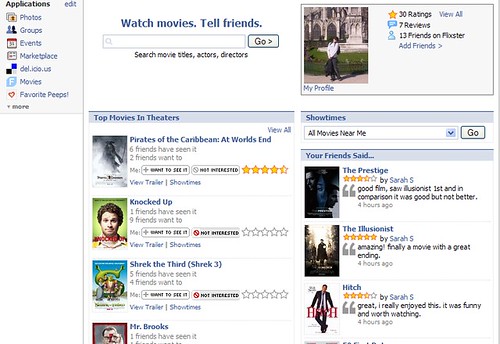 Applications edit
Photos
Groups
Events
Marketplace
del.icio.us
Movies
Favorite Peeps!
▾ more
Watch movies. Tell friends.
Go >
Search movie titles, actors, directors
My Profile
30 Ratings View All
7 Reviews
13 Friends on Flixster
Add Friends >
Top Movies In Theaters
View All
Pirates of the Caribbean: At Worlds End
6 friends have seen it
2 friends want to
Me: + WANT TO SEE IT NOT INTERESTED
View Trailer | Showtimes
Knocked Up
1 friends have seen it
9 friends want to
Me: + WANT TO SEE IT NOT INTERESTED
View Trailer | Showtimes
Shrek the Third (Shrek 3)
5 friends have seen it
4 friends want to
Me: + WANT TO SEE IT NOT INTERESTED
View Trailer | Showtimes
Mr. Brooks
1 friends have seen it
Showtimes
All Movies Near Me Go
Your Friends Said...
The Prestige
by Sarah S
good film, saw illusionist 1st and in
comparison it was good but not better.
4 hours ago
The Illusionist
by Sarah S
amazing! finally a movie with a great
ending.
4 hours ago
Hitch
by Sarah S
great, i really enjoyed this. it was funny
and worth watching.
4 hours ago